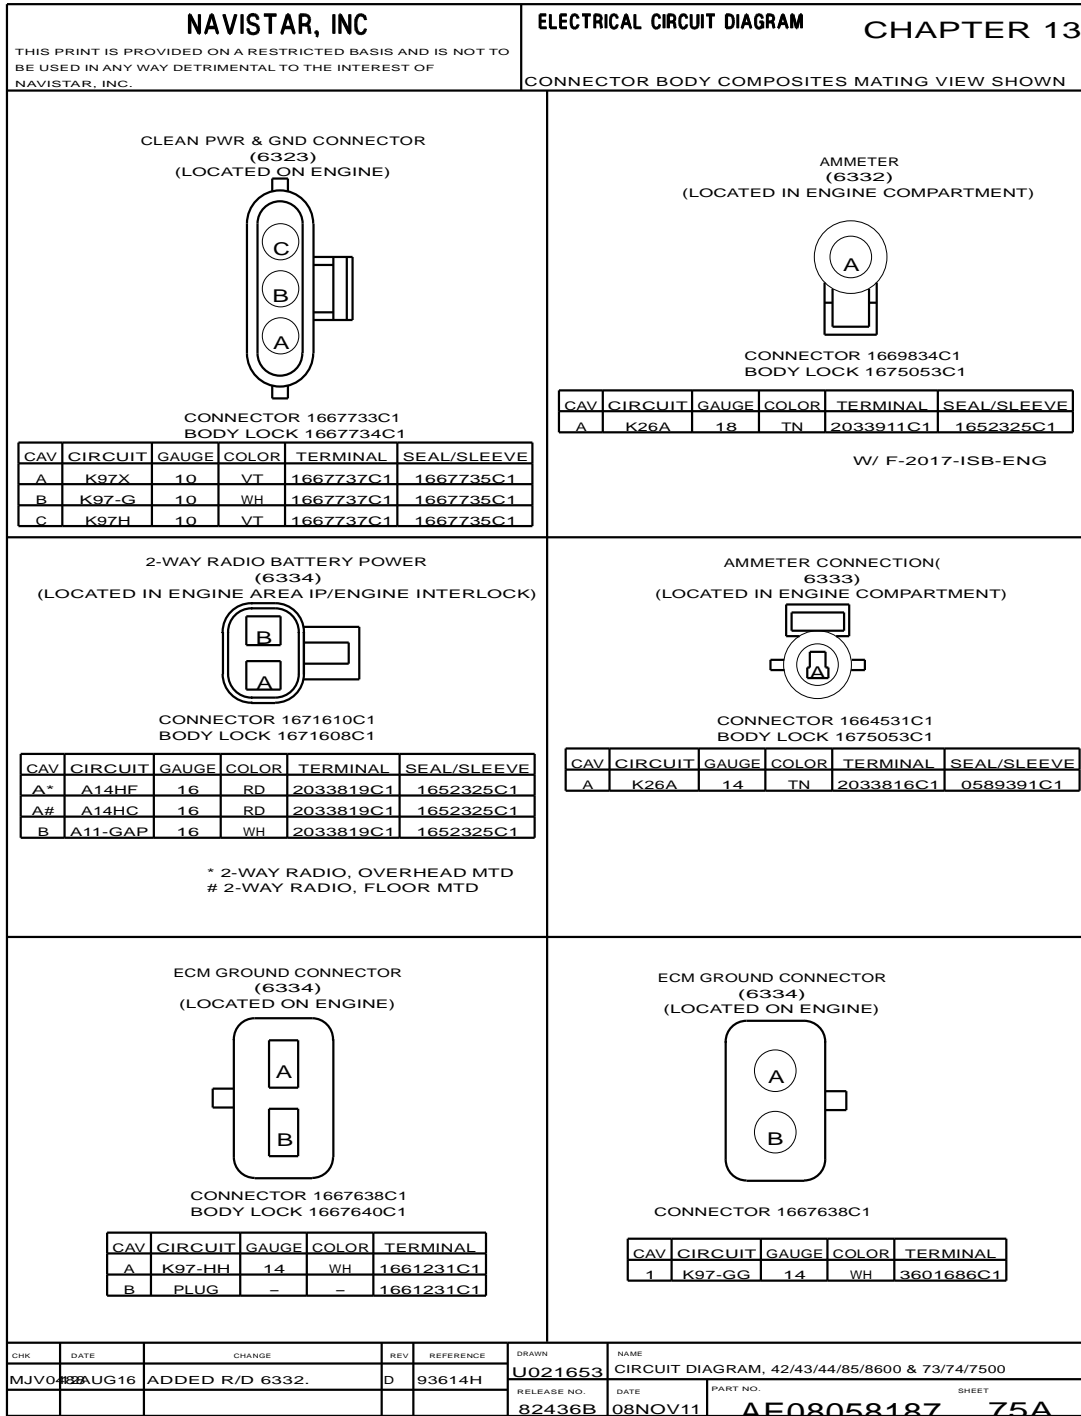 NAVISTAR, INC
THIS PRINT IS PROVIDED ON A RESTRICTED BASIS AND IS NOT TO
BE USED IN ANY WAY DETRIMENTAL TO THE INTEREST OF
NAVISTAR, INC.
ELECTRICAL CIRCUIT DIAGRAM CHAPTER 13
CONNECTOR BODY COMPOSITES MATING VIEW SHOWN
CLEAN PWR & GND CONNECTOR
(6323)
(LOCATED ON ENGINE)
C
B
A
CONNECTOR 1667733C1
BODY LOCK 1667734C1
CAV CIRCUIT GAUGE COLOR TERMINAL SEAL/SLEEVE
A K97X 10 VT 1667737C1 1667735C1
B K97-G 10 WH 1667737C1 1667735C1
C K97H 10 VT 1667737C1 1667735C1
AMMETER
(6332)
(LOCATED IN ENGINE COMPARTMENT)
A
CONNECTOR 1669834C1
BODY LOCK 1675053C1
CAV CIRCUIT GAUGE COLOR TERMINAL SEAL/SLEEVE
A K26A 18 TN 2033911C1 1652325C1
W/ F-2017-ISB-ENG
2-WAY RADIO BATTERY POWER
(6334)
(LOCATED IN ENGINE AREA IP/ENGINE INTERLOCK)
B
A
CONNECTOR 1671610C1
BODY LOCK 1671608C1
CAV CIRCUIT GAUGE COLOR TERMINAL SEAL/SLEEVE
A* A14HF 16 RD 2033819C1 1652325C1
A# A14HC 16 RD 2033819C1 1652325C1
B A11-GAP 16 WH 2033819C1 1652325C1
* 2-WAY RADIO, OVERHEAD MTD
# 2-WAY RADIO, FLOOR MTD
AMMETER CONNECTION(
6333)
(LOCATED IN ENGINE COMPARTMENT)
A
CONNECTOR 1664531C1
BODY LOCK 1675053C1
CAV CIRCUIT GAUGE COLOR TERMINAL SEAL/SLEEVE
A K26A 14 TN 2033816C1 0589391C1
ECM GROUND CONNECTOR
(6334)
(LOCATED ON ENGINE)
A
B
CONNECTOR 1667638C1
BODY LOCK 1667640C1
CAV CIRCUIT GAUGE COLOR TERMINAL
A K97-HH 14 WH 1661231C1
B PLUG – – 1661231C1
ECM GROUND CONNECTOR
(6334)
(LOCATED ON ENGINE)
A
B
CONNECTOR 1667638C1
CAV CIRCUIT GAUGE COLOR TERMINAL
1 K97-GG 14 WH 3601686C1
CHK DATE CHANGE REV REFERENCE
ADDED R/D 6332. D 93614H
DRAWN
U021653
NAME
CIRCUIT DIAGRAM, 42/43/44/85/8600 & 73/74/7500
RELEASE NO.
82436B
DATE
08NOV11
PART NO.
AE08058187
SHEET
75A